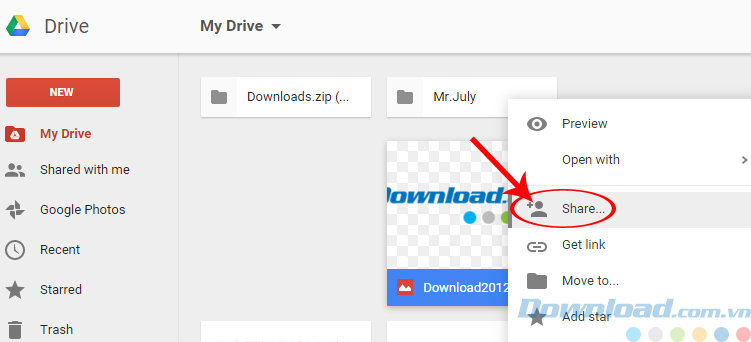 Drive
My Drive
NEW
My Drive
Shared with me
Google Photos
Recent
Starred
Trash
Downloads.zip (...
Mr.July
Download.
Download2012
Preview
Open with
Share...
Get link
Move to...
Add star
Download.com.vn